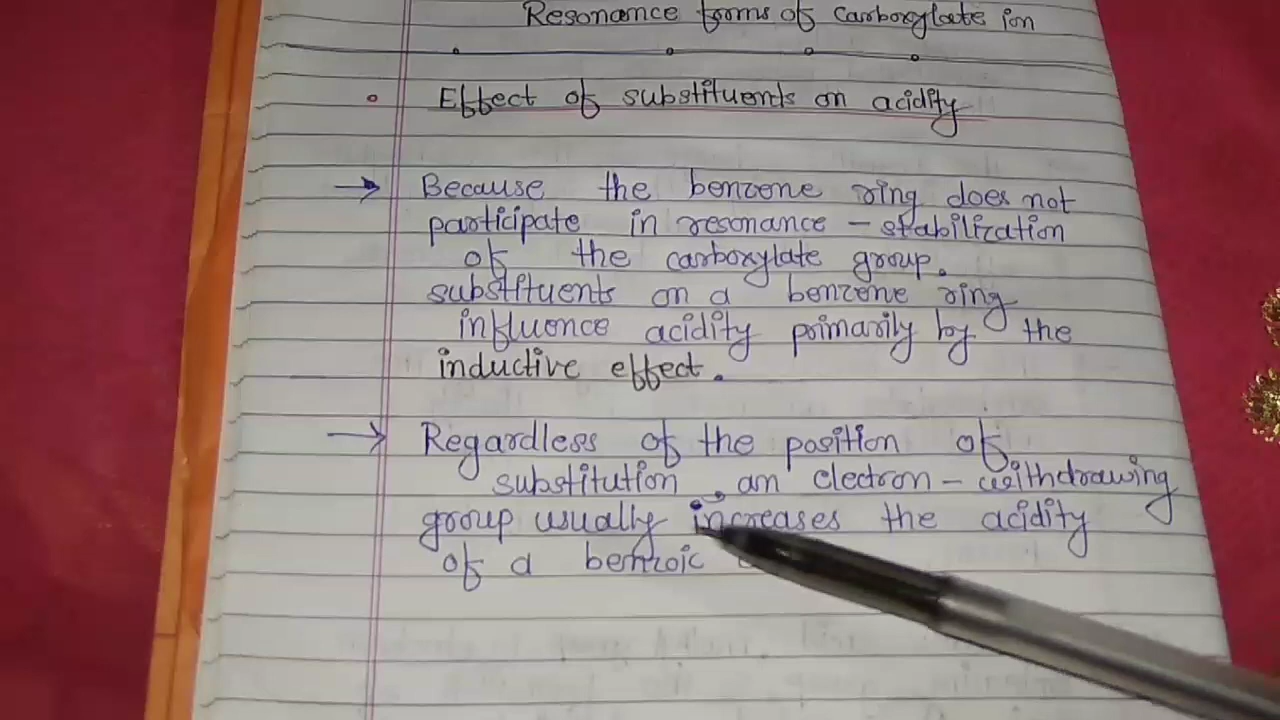 Resonance forms of carboxylate ion
Effect of substituents on acidity
→ Because the benzene ring does not
participate in resonance - stabilization
of the carboxylate group.
substituents on a benzene ring
influence acidity primarily by the
inductive effect.
→ Regardless of the position of
substitution, an electron - withdrawing
group usually increases the acidity
of a benzoic